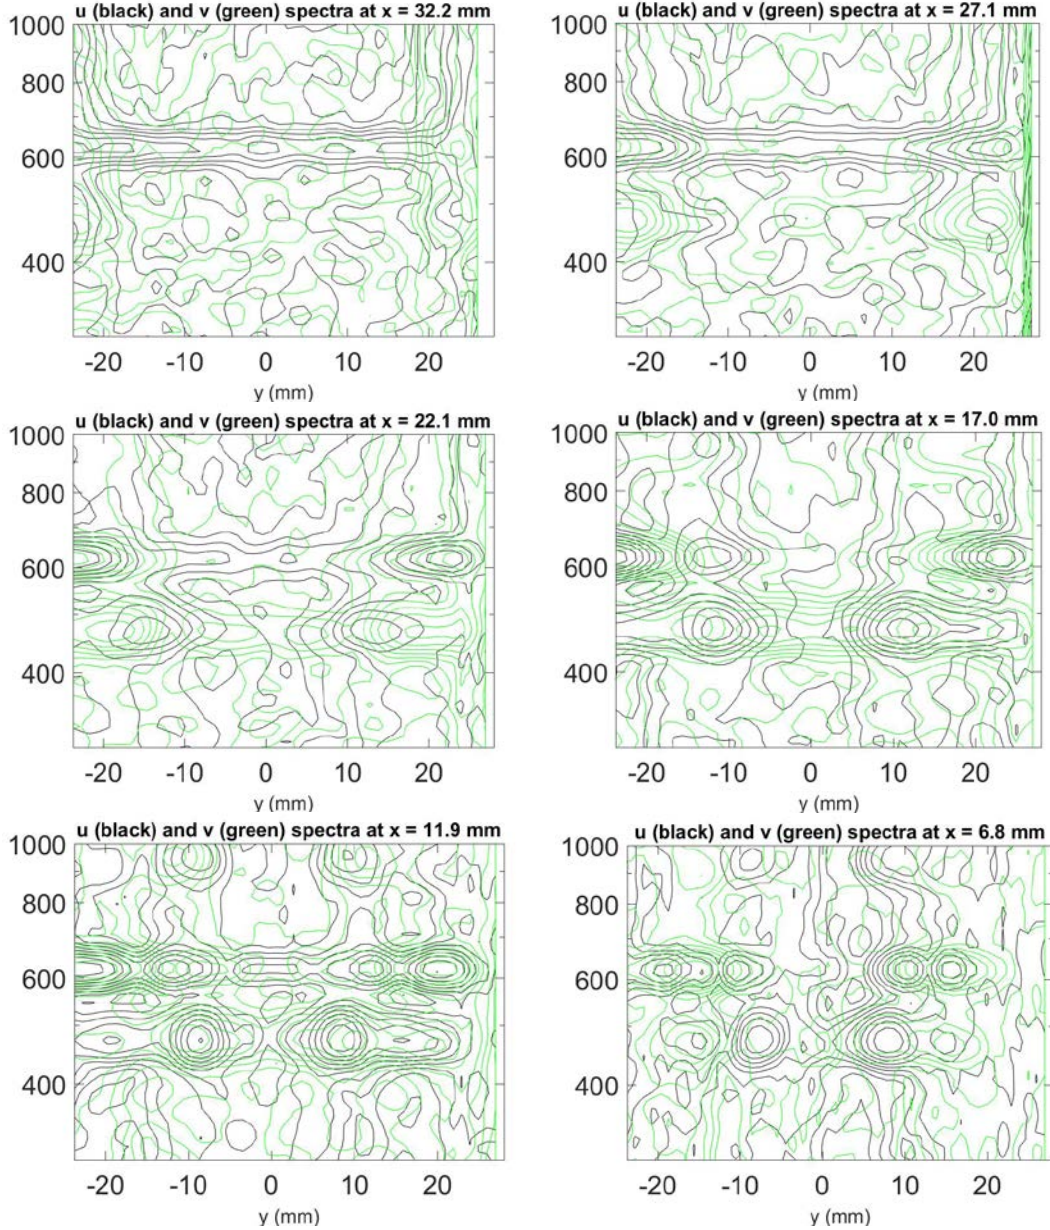 u (black) and v (green) spectra at x = 32.2 mm
1000
800
600
400
-20 -10 0 10 20
y (mm)
u (black) and v (green) spectra at x = 27.1 mm
1000
800
600
400
-20 -10 0 10 20
y (mm)
u (black) and v (green) spectra at x = 22.1 mm
1000
800
600
400
-20 -10 0 10 20
y (mm)
u (black) and v (green) spectra at x = 17.0 mm
1000
800
600
400
-20 -10 0 10 20
y (mm)
u (black) and v (green) spectra at x = 11.9 mm
1000
800
600
400
-20 -10 0 10 20
y (mm)
u (black) and v (green) spectra at x = 6.8 mm
1000
800
600
400
-20 -10 0 10 20
y (mm)